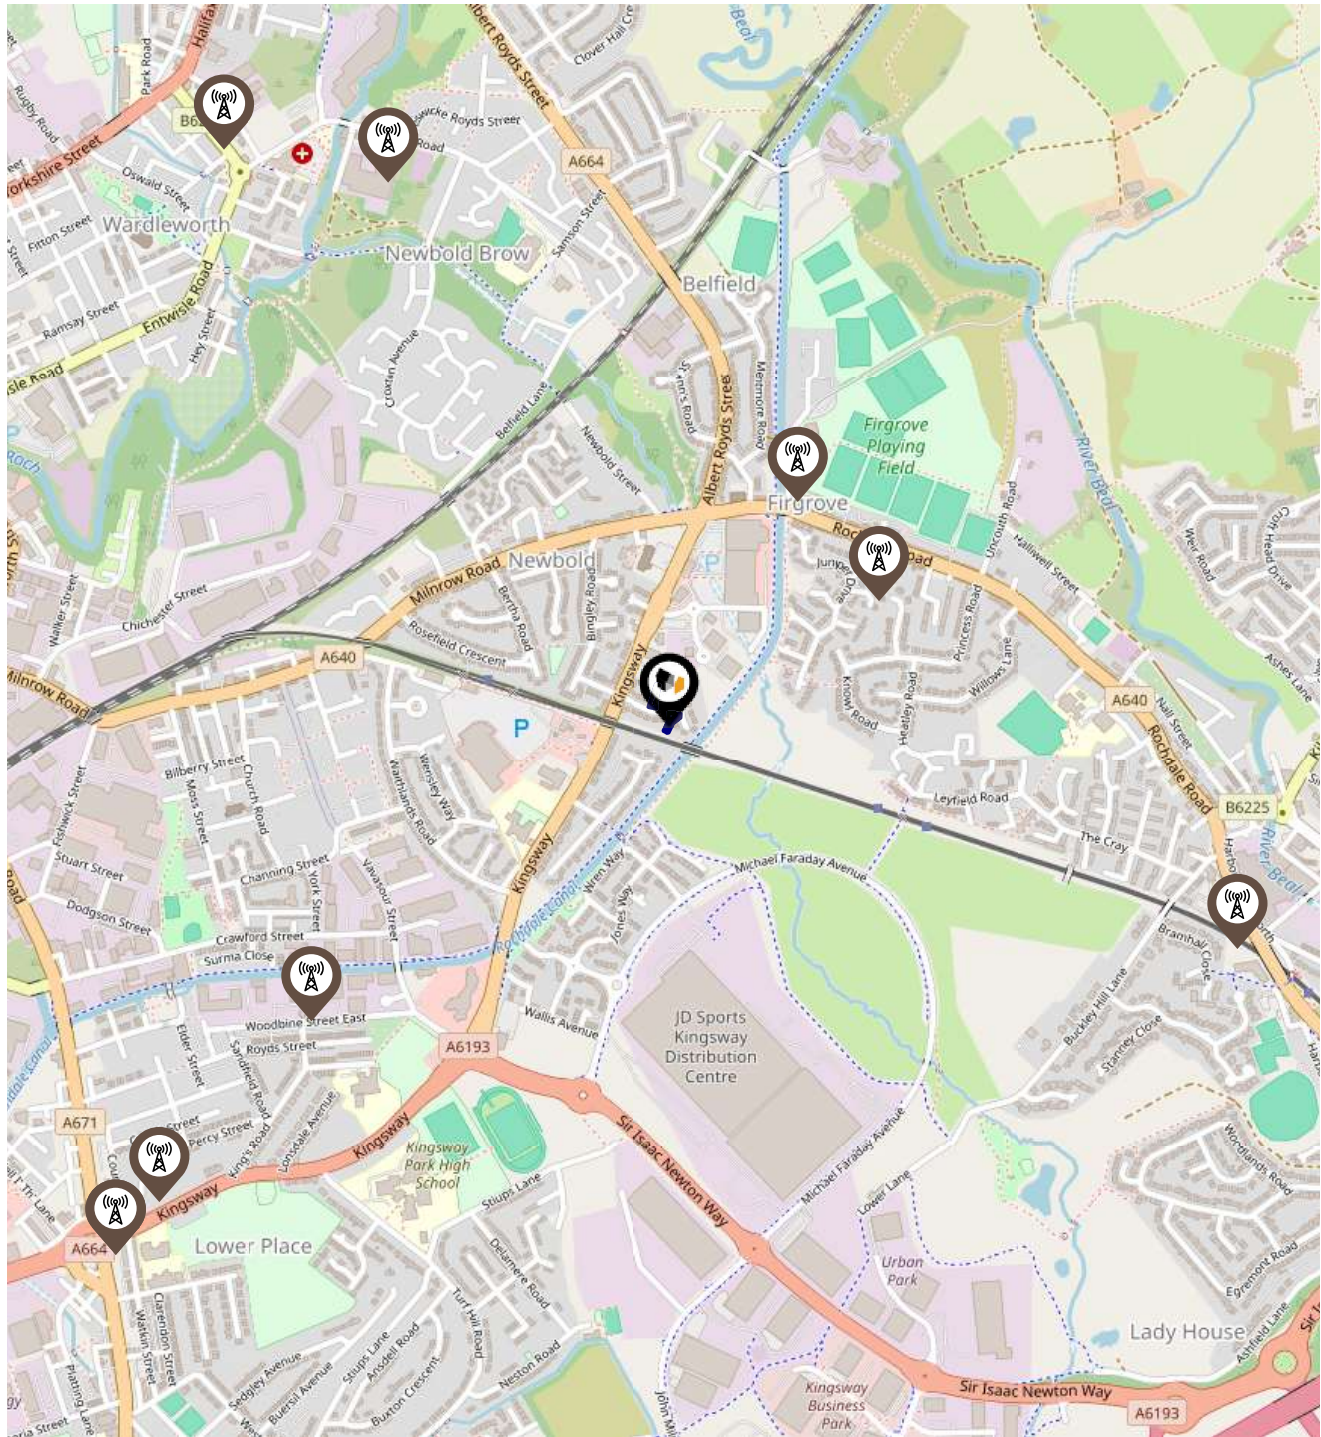 Halifax
Park Road
Rugby Road
B6
Yorkshire Street
Oswald Street
Wardleworth
Fitton Street
Ramsay Street
Entwisle Road
Hey Street
Albert Royds Street
Clover Hall Cre
Beal
Road
Newbold Brow
Samson Street
A664
Belfield
Croxton Avenue
Belfield Lane
Newbold Street
St Ann's Road
Albert Royds Street
Mentmore Road
Firgrove
Playing
Field
Firgrove
River Beal
Uncouth Road
Halliwell Street
Weir Road
Croft Head Drive
Ashes Lane
Roch
Walker Street
Chichester Street
Milnrow Road
Newbold
Bertha Road
Bingley Road
Rosefield Crescent
P
Juniper Drive
Princess Road
Willows Lane
Knowl Road
Heatley Road
A640
A640
Milnrow Road
Kingsway
P
Nall Street
Rochdale Road
B6225
River Beal
Bilberry Street
Moss Street
Church Road
Fishwick Street
Wensley Way
Waithlands Road
Leyfield Road
The Cray
Stuart Street
Channing Street
York Street
Vavasour Street
Dodgson Street
Kingsway
Wren Way
Jones Way
Michael Faraday Avenue
Crawford Street
Surma Close
Rochdale Canal
Bramhall Close
Buckley Hill Lane
Stanney Close
Woodbine Street East
Royds Street
Elder Street
Sandfield Road
Wallis Avenue
A6193
JD Sports
Kingsway
Distribution
Centre
A671
Percy Street
King's Road
Lonsdale Avenue
Kingsway
Kingsway
Park High
School
Stiups Lane
Sir Isaac Newton Way
Michael Faraday Avenue
Lower Lane
Woodlands Road
Kingsway
A664
Lower Place
Delamere Road
Turf Hill Road
Urban
Park
Egremont Road
Ashfield Lane
Lady House
Clarendon Street
Watkin Street
Platting Lane
Sedgley Avenue
Buersil Avenue
Stiups Lane
Ansdell Road
Buxton Crescent
Neston Road
Kingsway
Business
Park
Sir Isaac Newton Way
A6193